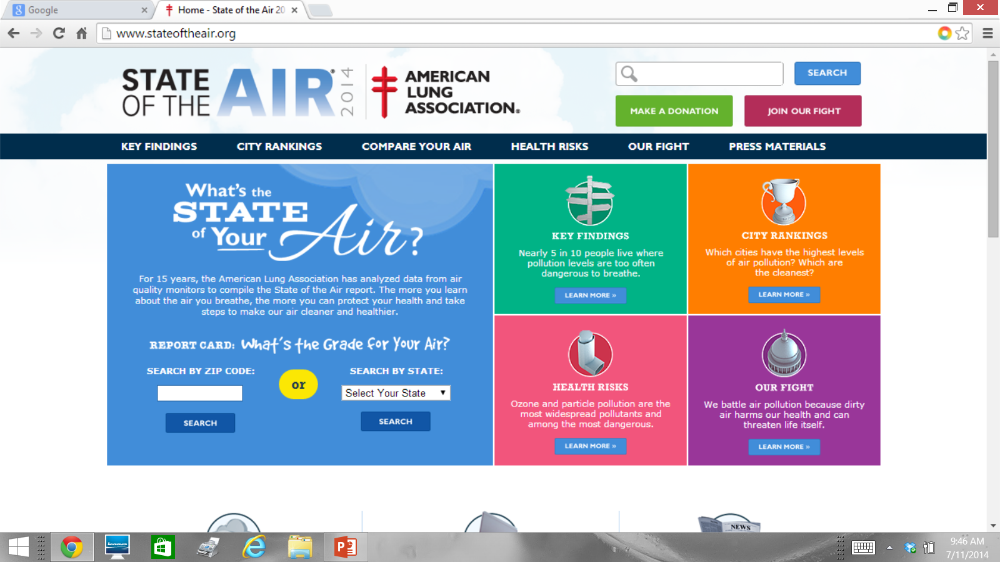 Google
Home - State of the Air 20
www.stateoftheair.org
STATE OF THE AIR® 2014
AMERICAN LUNG ASSOCIATION®
SEARCH
MAKE A DONATION
JOIN OUR FIGHT
KEY FINDINGS
CITY RANKINGS
COMPARE YOUR AIR
HEALTH RISKS
OUR FIGHT
PRESS MATERIALS
What's the
STATE
of Your Air?
For 15 years, the American Lung Association has analyzed data from air
quality monitors to compile the State of the Air report. The more you learn
about the air you breathe, the more you can protect your health and take
steps to make our air cleaner and healthier.
REPORT CARD: What's the Grade for Your Air?
SEARCH BY ZIP CODE:
SEARCH
or
SEARCH BY STATE:
Select Your State
SEARCH
KEY FINDINGS
Nearly 5 in 10 people live where
pollution levels are too often
dangerous to breathe.
LEARN MORE »
CITY RANKINGS
Which cities have the highest levels
of air pollution? Which are
the cleanest?
LEARN MORE »
HEALTH RISKS
Ozone and particle pollution are the
most widespread pollutants and
among the most dangerous.
LEARN MORE »
OUR FIGHT
We battle air pollution because dirty
air harms our health and can
threaten life itself.
LEARN MORE »
NEWS
lenovo
9:46 AM
7/11/2014